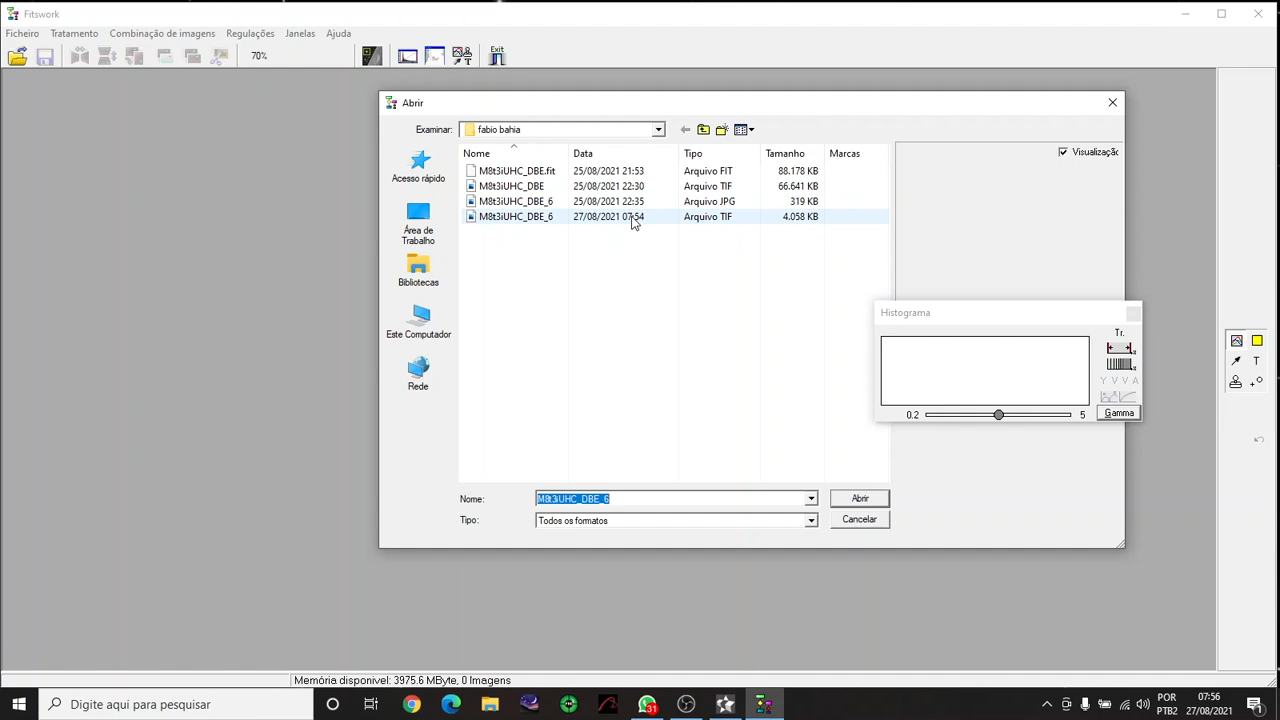 Fitswork
Ficheiro Tratamento Combinação de imagens Regulações Janelas Ajuda
70% Exit
Abrir
Examinar: fabio bahia
Nome Data Tipo Tamanho Marcas
Visualização
M8t3iUHC_DBE.fit 25/08/2021 21:53 Arquivo FIT 88.178 KB
M8t3iUHC_DBE 25/08/2021 22:30 Arquivo TIF 66.641 KB
M8t3iUHC_DBE_6 25/08/2021 22:35 Arquivo JPG 319 KB
M8t3iUHC_DBE_6 27/08/2021 07:54 Arquivo TIF 4.058 KB
Acesso rápido
Área de
Trabalho
Bibliotecas
Este Computador
Rede
Histograma
Tr.
Y V V A
0.2 5 Gamma
T
Nome: M8t3iUHC_DBE_6 Abrir
Tipo: Todos os formatos Cancelar
Memória disponivel: 3975.6 MByte, 0 Imagens
Digite aqui para pesquisar
31
POR
PTB2
07:56
27/08/2021
1